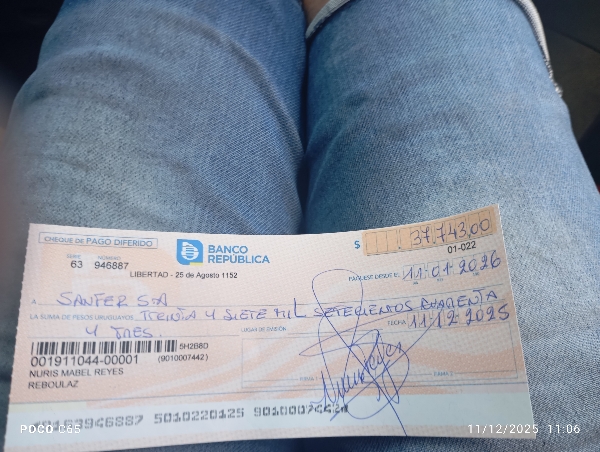 CHEQUE DE PAGO DIFERIDO
BANCO REPÚBLICA
$ 37.743,00
01-022
SERIE NÚMERO
63 946887
LIBERTAD - 25 de Agosto 1152
PÁGUESE DESDE EL 11-01-2026
A SANFER S.A
LA SUMA DE PESOS URUGUAYOS TREINTA Y SIETE MIL SETECIENTOS CUARENTA
Y TRES.
LUGAR DE EMISIÓN
FECHA 11/12 2025
5H2B8O
001911044-00001 (9010007442)
NURIS MABEL REYES
REBOULAZ
POCO C65
11/12/2025 11:06